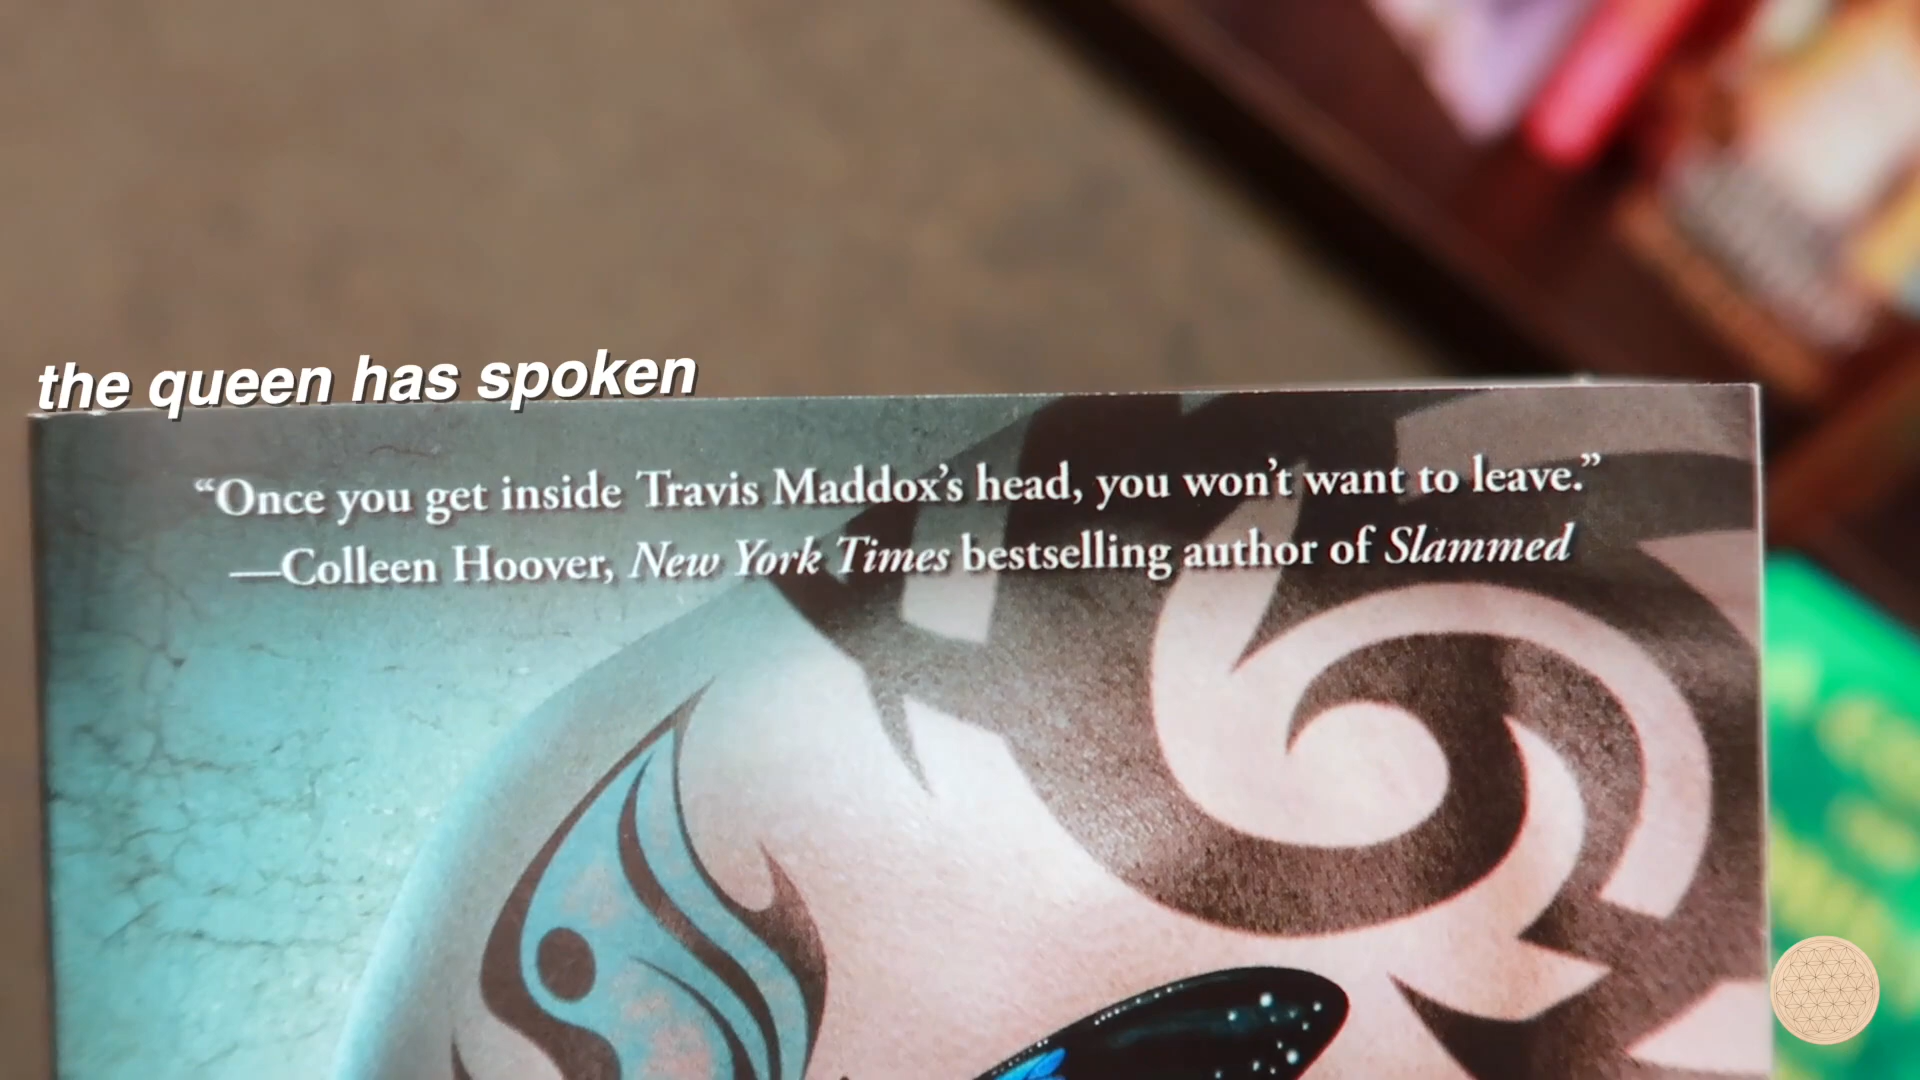 the queen has spoken
“Once you get inside Travis Maddox’s head, you won’t want to leave.”
—Colleen Hoover, New York Times bestselling author of Slammed